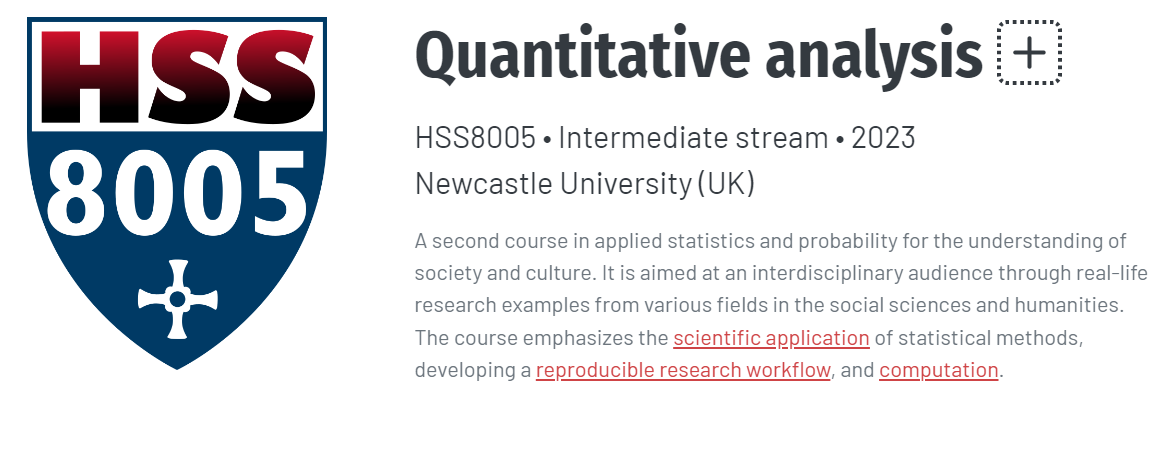 HSS
8005
Quantitative analysis +
HSS8005 • Intermediate stream • 2023
Newcastle University (UK)
A second course in applied statistics and probability for the understanding of
society and culture. It is aimed at an interdisciplinary audience through real-life
research examples from various fields in the social sciences and humanities.
The course emphasizes the scientific application of statistical methods,
developing a reproducible research workflow, and computation.